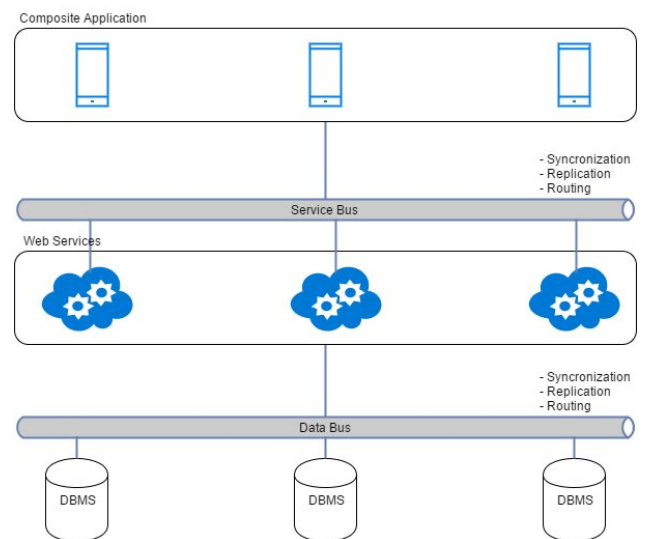 Composite Application
- Syncronization
- Replication
- Routing
Service Bus
Web Services
- Syncronization
- Replication
- Routing
Data Bus
DBMS
DBMS
DBMS